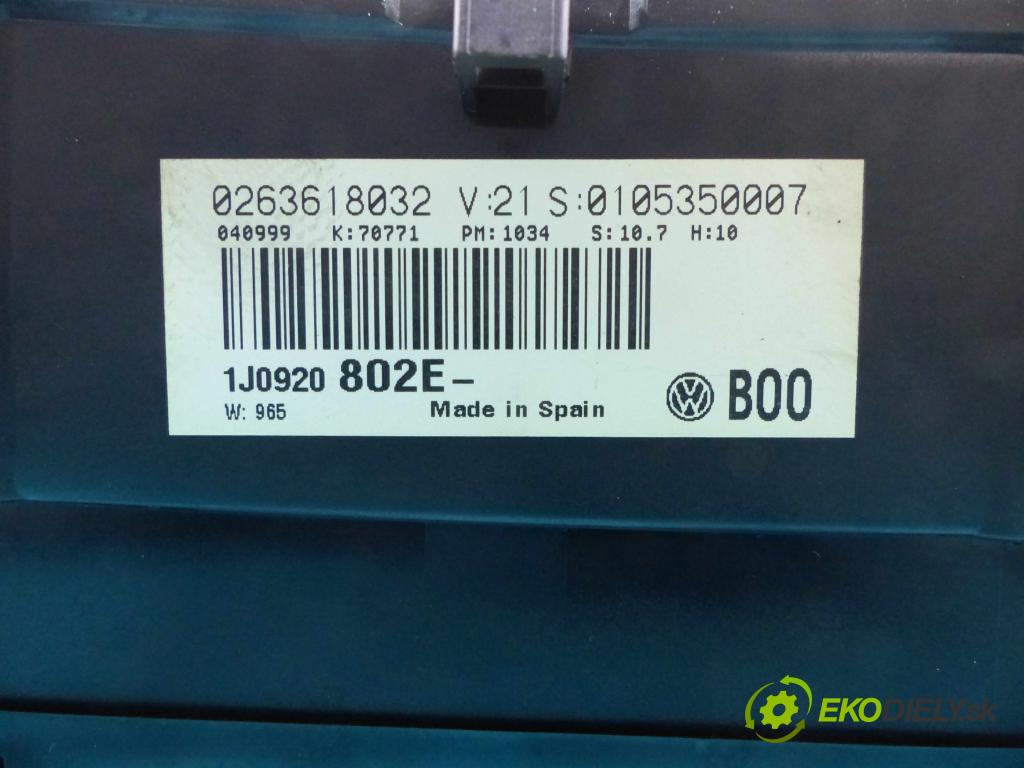 0263618032 V:21 S:0105350007
040999 K:70771 PM:1034 S:10.7 H:10
1J0920 802E-
W: 965 Made in Spain B00
EKODIELY.sk